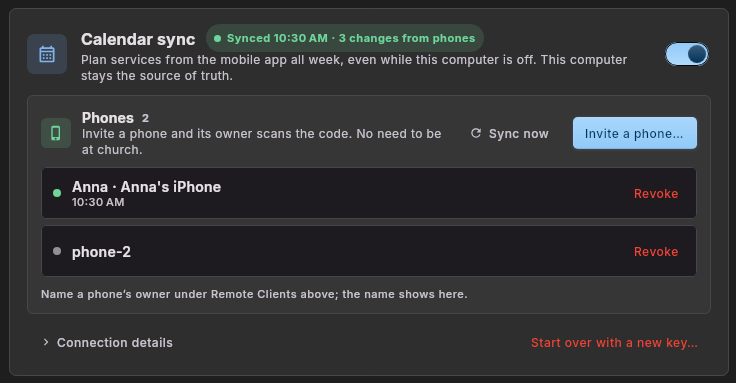 Calendar sync
Synced 10:30 AM · 3 changes from phones
Plan services from the mobile app all week, even while this computer is off. This computer
stays the source of truth.
Phones 2
Invite a phone and its owner scans the code. No need to be
at church.
Sync now
Invite a phone...
Anna · Anna's iPhone
10:30 AM
Revoke
phone-2
Revoke
Name a phone's owner under Remote Clients above; the name shows here.
Connection details
Start over with a new key...